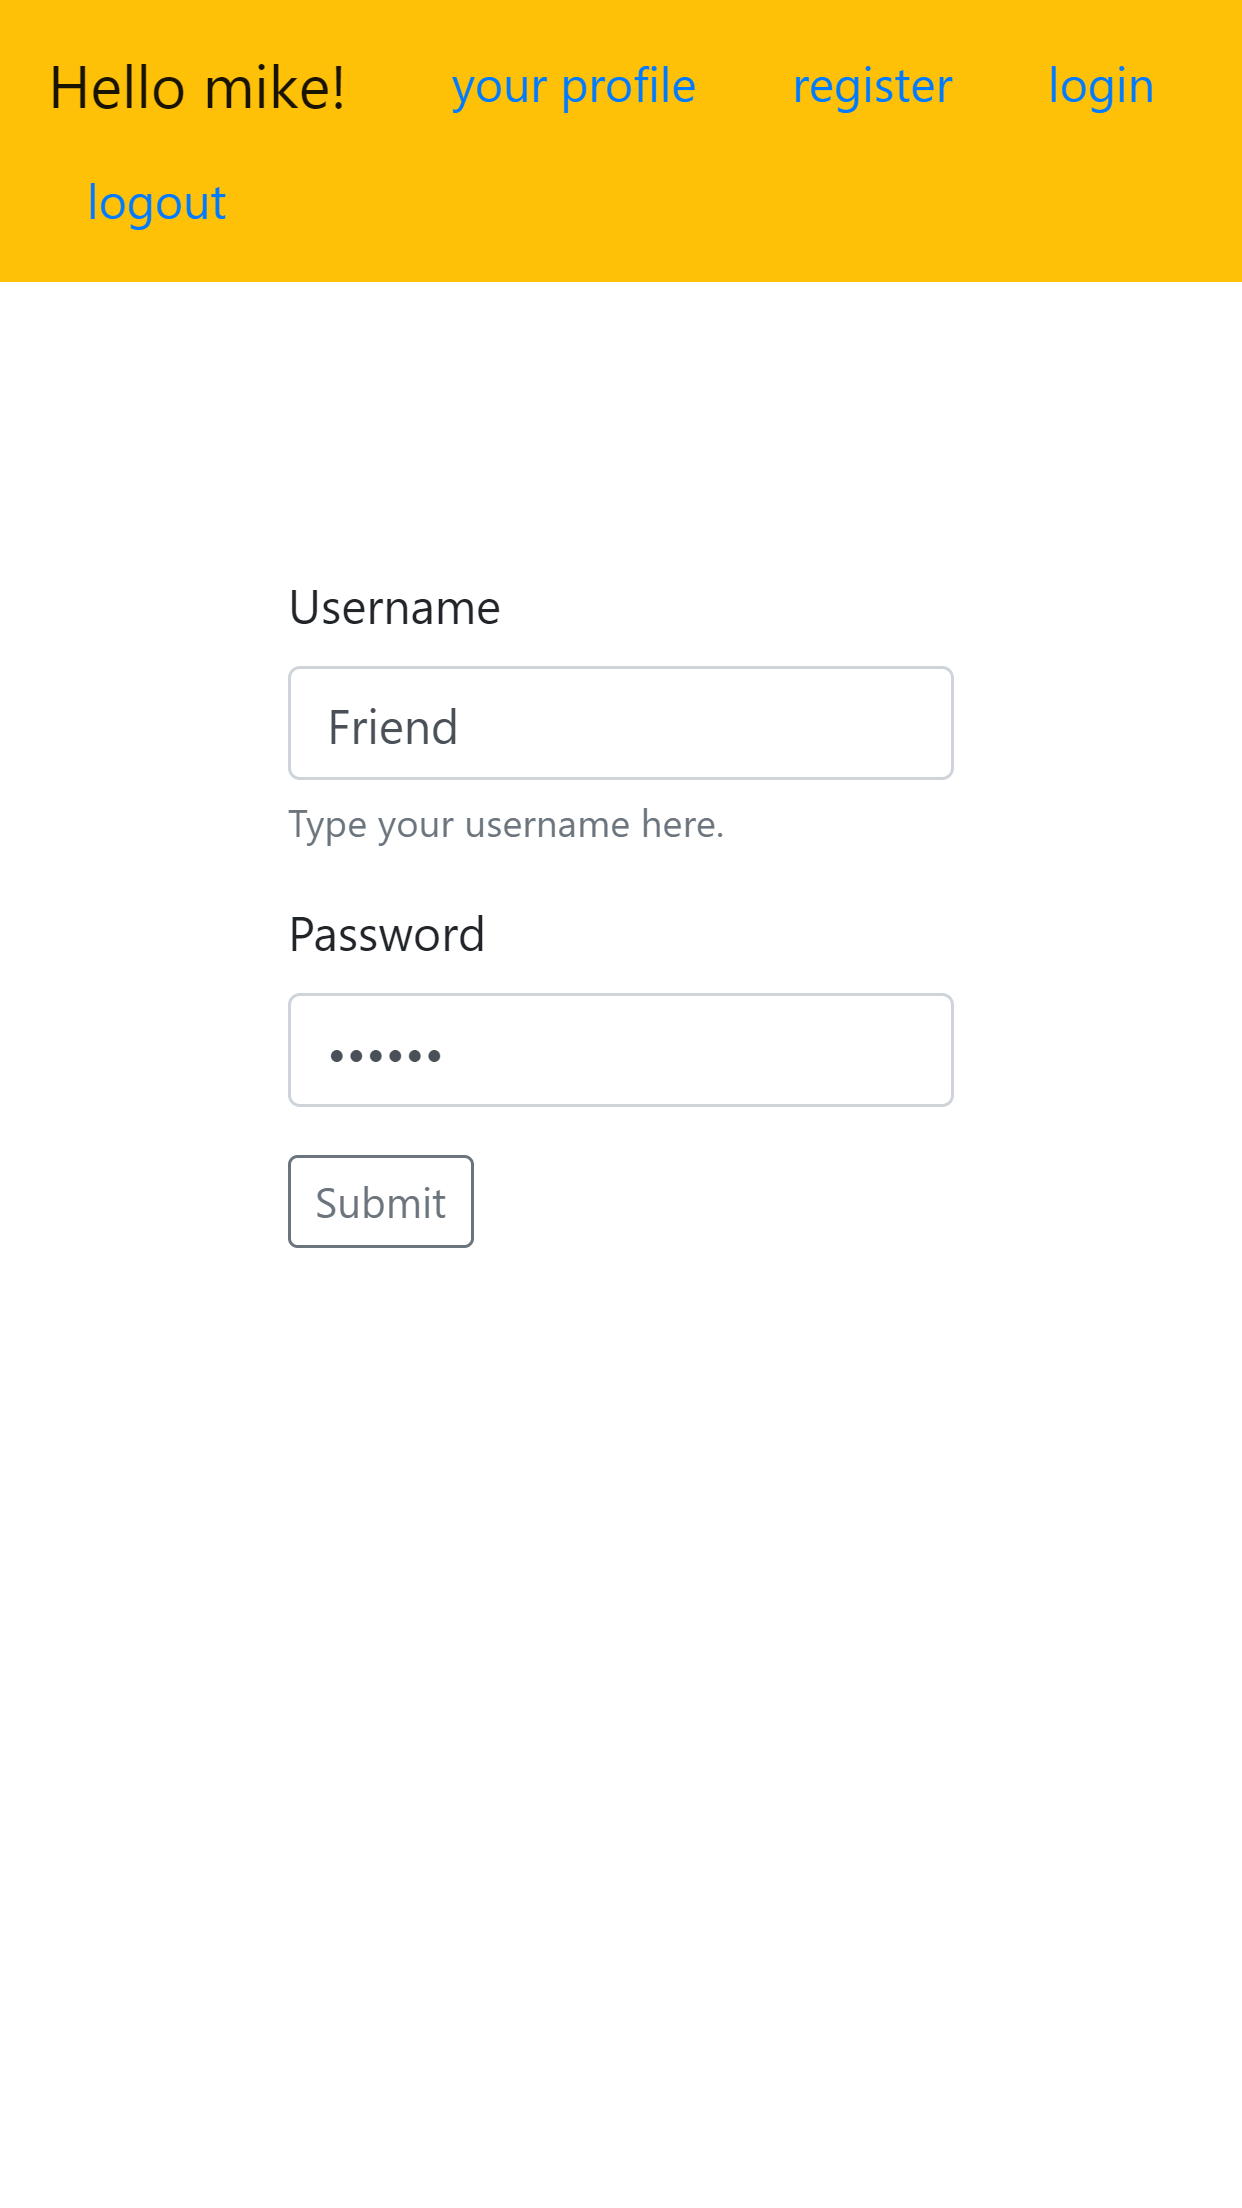 Hello mike! your profile register login
logout
Username
Friend
Type your username here.
Password
••••••
Submit